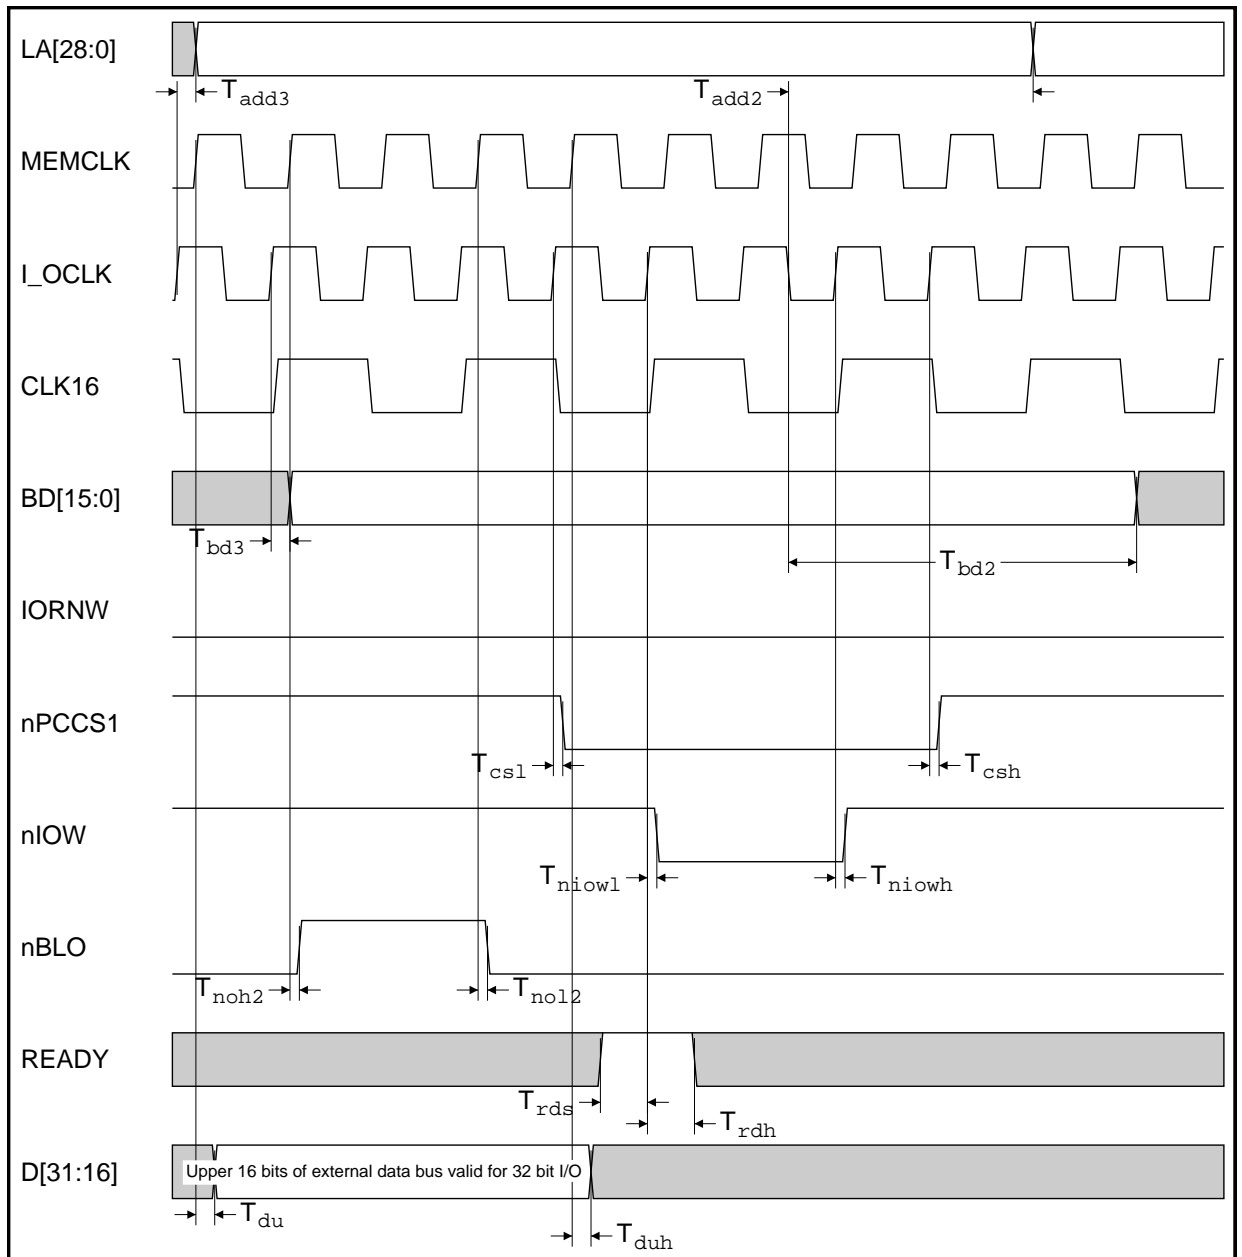 LA[28:0]
Tadd3
Tadd2
MEMCLK
I_OCLK
CLK16
BD[15:0]
Tbd3
Tbd2
IORNW
nPCCS1
Tcsl
Tcsh
nIOW
Tniowl
Tniowh
nBLO
Tnoh2
Tnol2
READY
Trds
Trdh
D[31:16]
Upper 16 bits of external data bus valid for 32 bit I/O
Tdu
Tduh